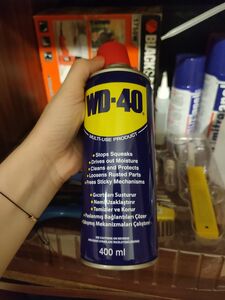 BLACK
WD-40
MULTI-USE PRODUCT
• Stops Squeaks
• Drives out Moisture
• Cleans and Protects
• Loosens Rusted Parts
• Frees Sticky Mechanisms
• Gıcırtıları Susturur
• Nemi Uzaklaştırır
• Temizler ve Korur
• Paslanmış Bağlantıları Çözer
Mekanizmaları Çalıştırır
400 ml